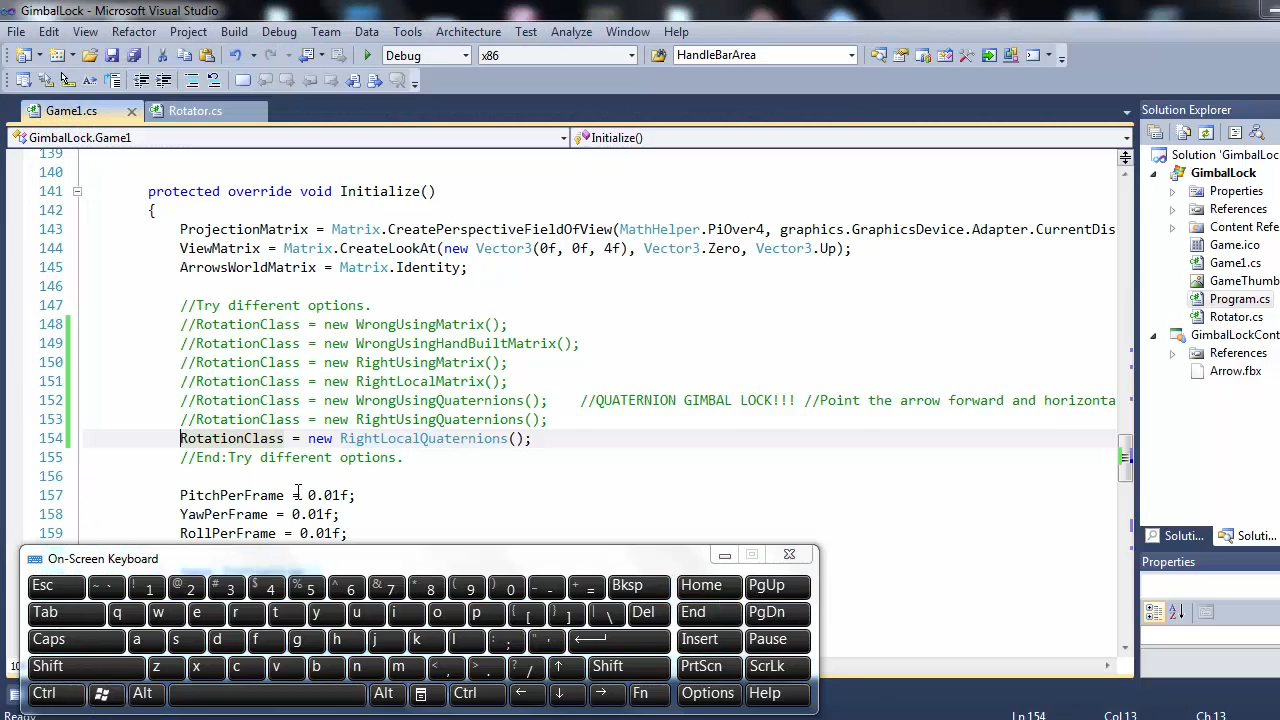 GimbalLock - Microsoft Visual Studio
File Edit View Refactor Project Build Debug Team Data Tools Architecture Test Analyze Window Help
Debug x86 HandleBarArea
Game1.cs Rotator.cs
GimbalLock.Game1 Initialize()
139
140
141 protected override void Initialize()
142 {
143 ProjectionMatrix = Matrix.CreatePerspectiveFieldOfView(MathHelper.PiOver4, graphics.GraphicsDevice.Adapter.CurrentDis
144 ViewMatrix = Matrix.CreateLookAt(new Vector3(0f, 0f, 4f), Vector3.Zero, Vector3.Up);
145 ArrowsWorldMatrix = Matrix.Identity;
146
147 //Try different options.
148 //RotationClass = new WrongUsingMatrix();
149 //RotationClass = new WrongUsingHandBuiltMatrix();
150 //RotationClass = new RightUsingMatrix();
151 //RotationClass = new RightLocalMatrix();
152 //RotationClass = new WrongUsingQuaternions(); //QUATERNION GIMBAL LOCK!!! //Point the arrow forward and horizonta
153 //RotationClass = new RightUsingQuaternions();
154 RotationClass = new RightLocalQuaternions();
155 //End:Try different options.
156
157 PitchPerFrame = 0.01f;
158 YawPerFrame = 0.01f;
159 RollPerFrame = 0.01f;
Solution Explorer
Solution 'GimbalLoc
GimbalLock
Properties
References
Content Refe
Game.ico
Game1.cs
GameThumb
Program.cs
Rotator.cs
GimbalLockCont
References
Arrow.fbx
Soluti... Soluti...
Properties
On-Screen Keyboard
Esc ~ ` ! 1 @ 2 # 3 $ 4 % 5 ^ 6 & 7 * 8 ( 9 ) 0 _ - + = Bksp Home PgUp
Tab q w e r t y u i o p { [ } ] | \ Del End PgDn
Caps a s d f g h j k l : ; " ' Insert Pause
Shift z x c v b n m < , > . ? / ↑ Shift PrtScn ScrLk
Ctrl Alt Alt Ctrl ← ↓ → Fn Options Help
Ready Ln 154 Col 13 Ch 13